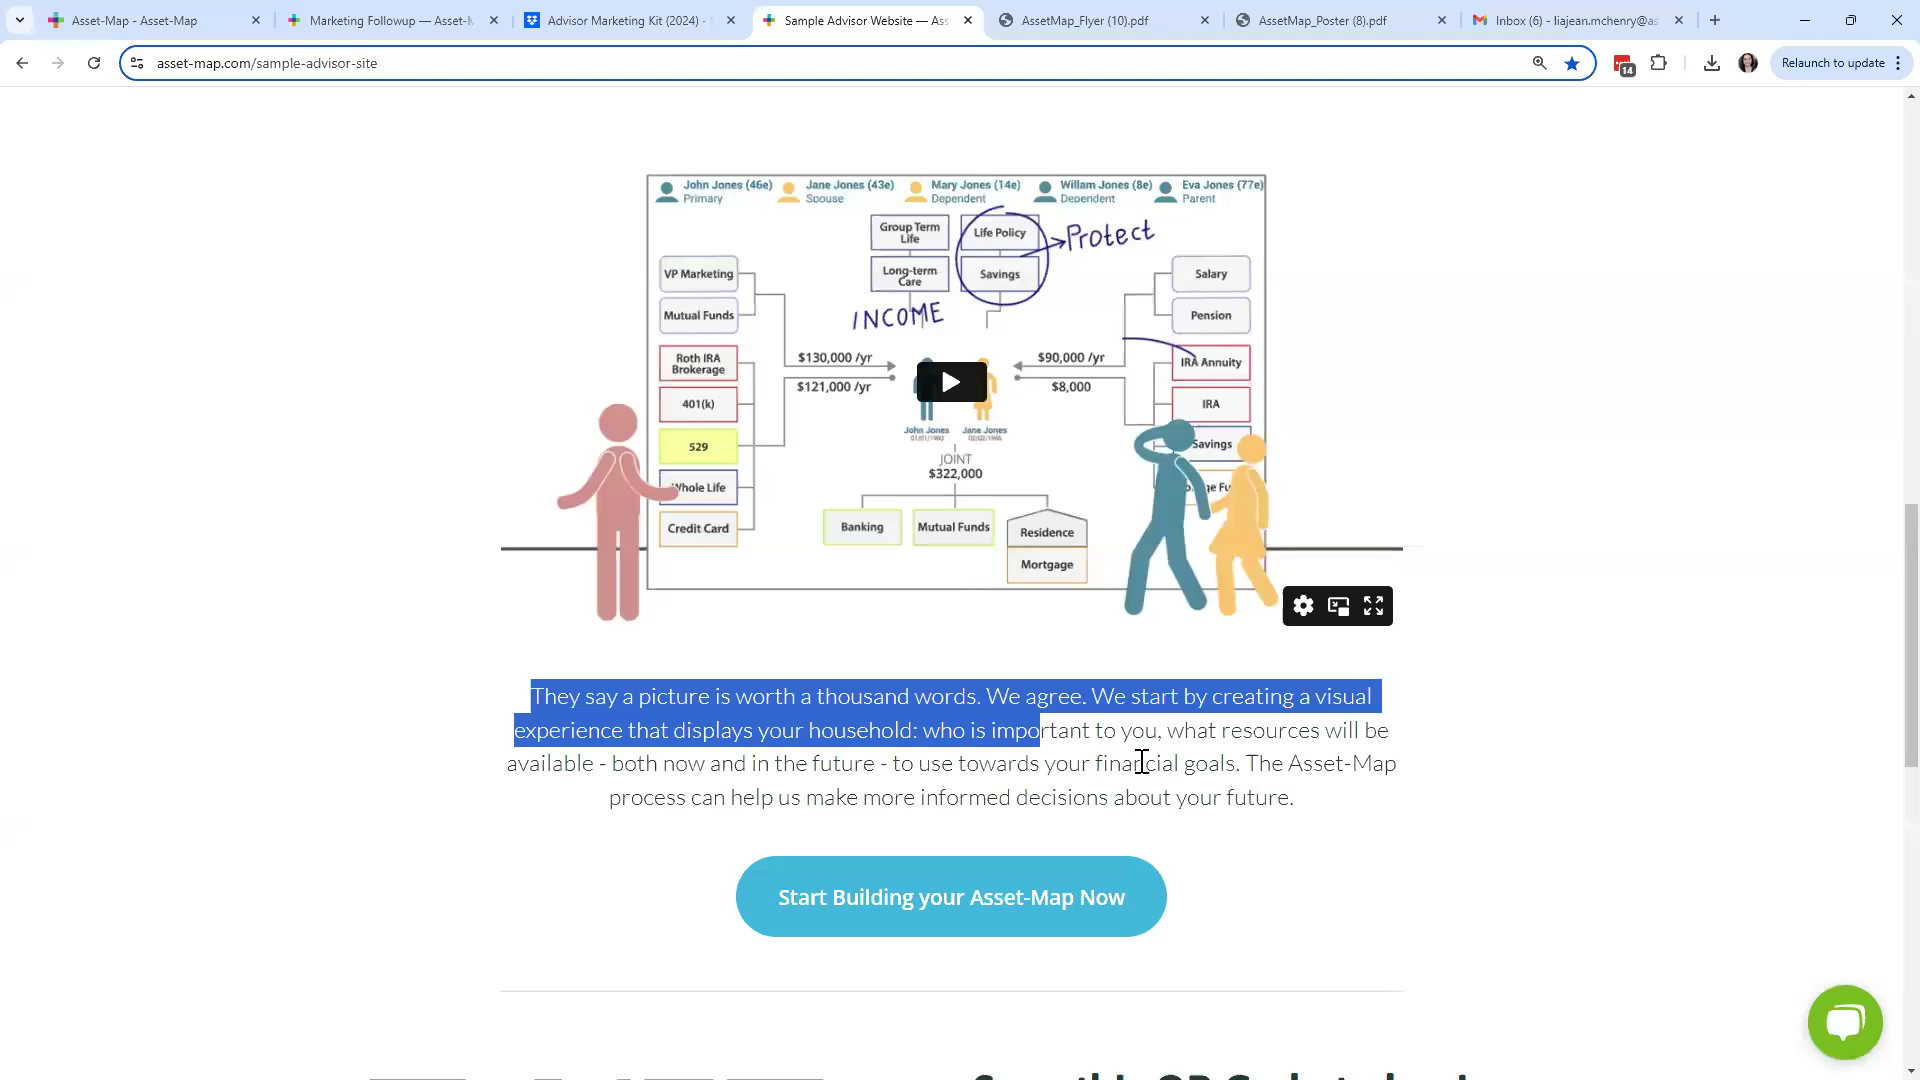 Asset-Map - Asset-Map
Marketing Followup — Asset-M
Advisor Marketing Kit (2024) -
Sample Advisor Website — Ass
AssetMap_Flyer (10).pdf
AssetMap_Poster (8).pdf
Inbox (6) - liajean.mchenry@as
asset-map.com/sample-advisor-site
14
Relaunch to update
John Jones (46e)
Primary
Jane Jones (43e)
Spouse
Mary Jones (14e)
Dependent
Willam Jones (8e)
Dependent
Eva Jones (77e)
Parent
Group Term
Life
Life Policy
Protect
Long-term
Care
Savings
INCOME
VP Marketing
Mutual Funds
Roth IRA
Brokerage
401(k)
529
Whole Life
Credit Card
$130,000 /yr
$121,000 /yr
$90,000 /yr
$8,000
Salary
Pension
IRA Annuity
IRA
Savings
John Jones
Jane Jones
JOINT
$322,000
Banking
Mutual Funds
Residence
Mortgage
They say a picture is worth a thousand words. We agree. We start by creating a visual
experience that displays your household: who is important to you, what resources will be
available - both now and in the future - to use towards your financial goals. The Asset-Map
process can help us make more informed decisions about your future.
Start Building your Asset-Map Now